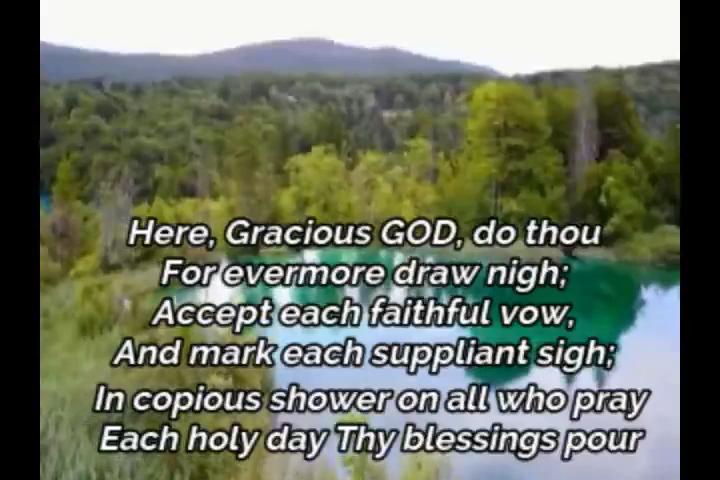 Here, Gracious GOD, do thou
For evermore draw nigh;
Accept each faithful vow,
And mark each suppliant sigh;
In copious shower on all who pray
Each holy day Thy blessings pour